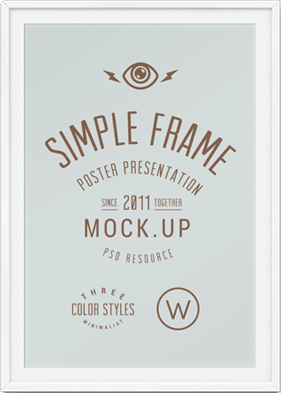 SIMPLE FRAME
POSTER PRESENTATION
SINCE. 2011 TOGETHER
MOCK.UP
PSD RESOURCE
THREE
COLOR STYLES
MINIMALIST
W